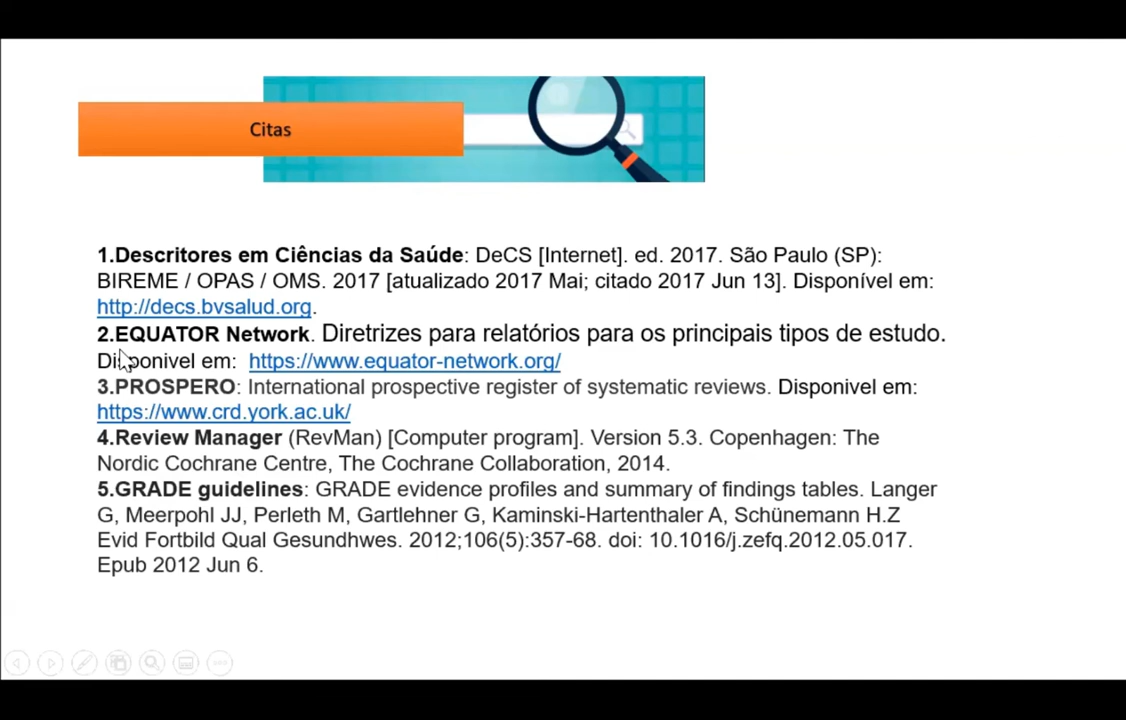 Citas
1.Descritores em Ciências da Saúde: DeCS [Internet]. ed. 2017. São Paulo (SP):
BIREME / OPAS / OMS. 2017 [atualizado 2017 Mai; citado 2017 Jun 13]. Disponível em:
http://decs.bvsalud.org.
2.EQUATOR Network. Diretrizes para relatórios para os principais tipos de estudo.
Disponivel em: https://www.equator-network.org/
3.PROSPERO: International prospective register of systematic reviews. Disponivel em:
https://www.crd.york.ac.uk/
4.Review Manager (RevMan) [Computer program]. Version 5.3. Copenhagen: The
Nordic Cochrane Centre, The Cochrane Collaboration, 2014.
5.GRADE guidelines: GRADE evidence profiles and summary of findings tables. Langer
G, Meerpohl JJ, Perleth M, Gartlehner G, Kaminski-Hartenthaler A, Schünemann H.Z
Evid Fortbild Qual Gesundhwes. 2012;106(5):357-68. doi: 10.1016/j.zefq.2012.05.017.
Epub 2012 Jun 6.